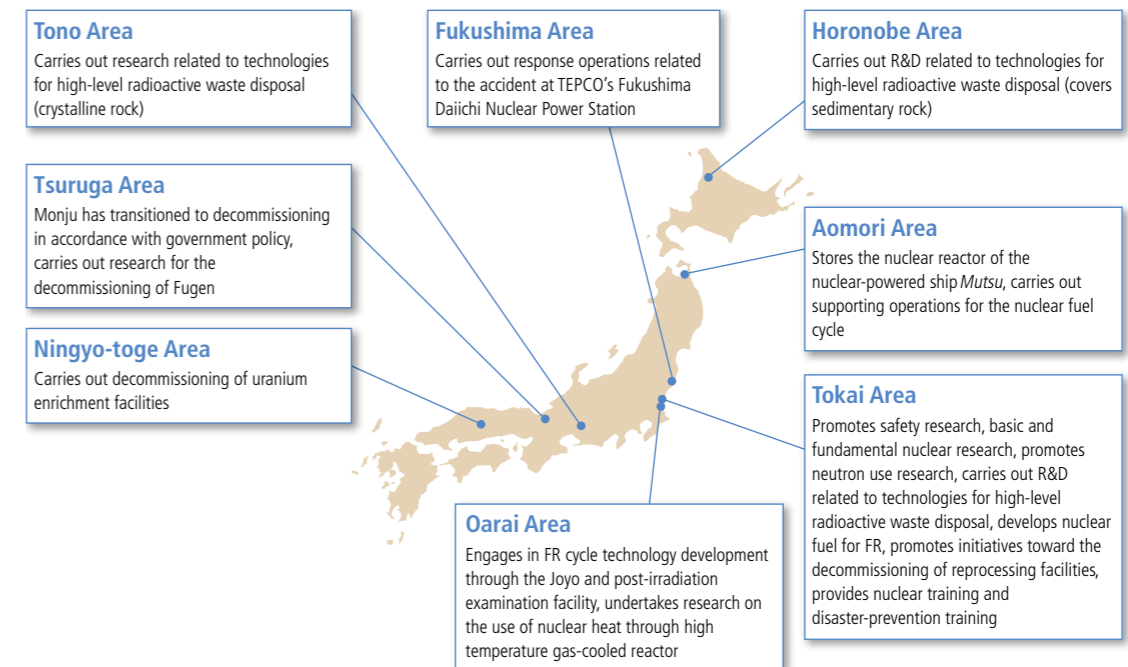 Tono Area
Carries out research related to technologies
for high-level radioactive waste disposal
(crystalline rock)
Fukushima Area
Carries out response operations related
to the accident at TEPCO's Fukushima
Daiichi Nuclear Power Station
Horonobe Area
Carries out R&D related to technologies for
high-level radioactive waste disposal (covers
sedimentary rock)
Tsuruga Area
Monju has transitioned to decommissioning
in accordance with government policy,
carries out research for the
decommissioning of Fugen
Aomori Area
Stores the nuclear reactor of the
nuclear-powered ship Mutsu, carries out
supporting operations for the nuclear fuel
cycle
Ningyo-toge Area
Carries out decommissioning of uranium
enrichment facilities
Tokai Area
Promotes safety research, basic and
fundamental nuclear research, promotes
neutron use research, carries out R&D
related to technologies for high-level
radioactive waste disposal, develops nuclear
fuel for FR, promotes initiatives toward the
decommissioning of reprocessing facilities,
provides nuclear training and
disaster-prevention training
Oarai Area
Engages in FR cycle technology development
through the Joyo and post-irradiation
examination facility, undertakes research on
the use of nuclear heat through high
temperature gas-cooled reactor